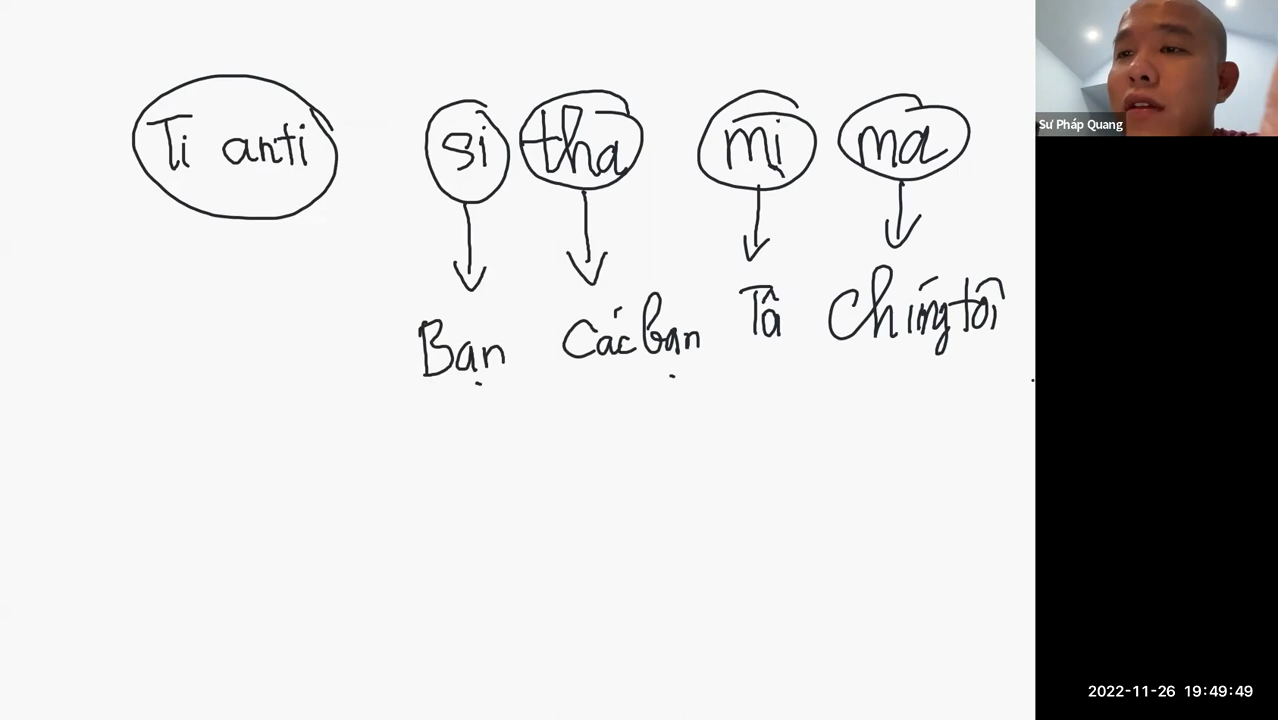 Ti anti si tha mi ma
Bạn Các bạn Ta Chúng tôi
Sư Pháp Quang
2022-11-26 19:49:49